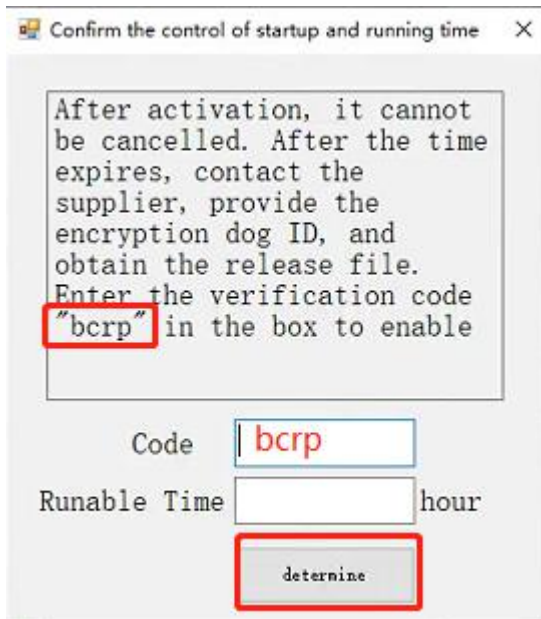 Confirm the control of startup and running time
After activation, it cannot
be cancelled. After the time
expires, contact the
supplier, provide the
encryption dog ID, and
obtain the release file.
Enter the verification code
"bcrp" in the box to enable
Code bcrp
Runable Time hour
determine